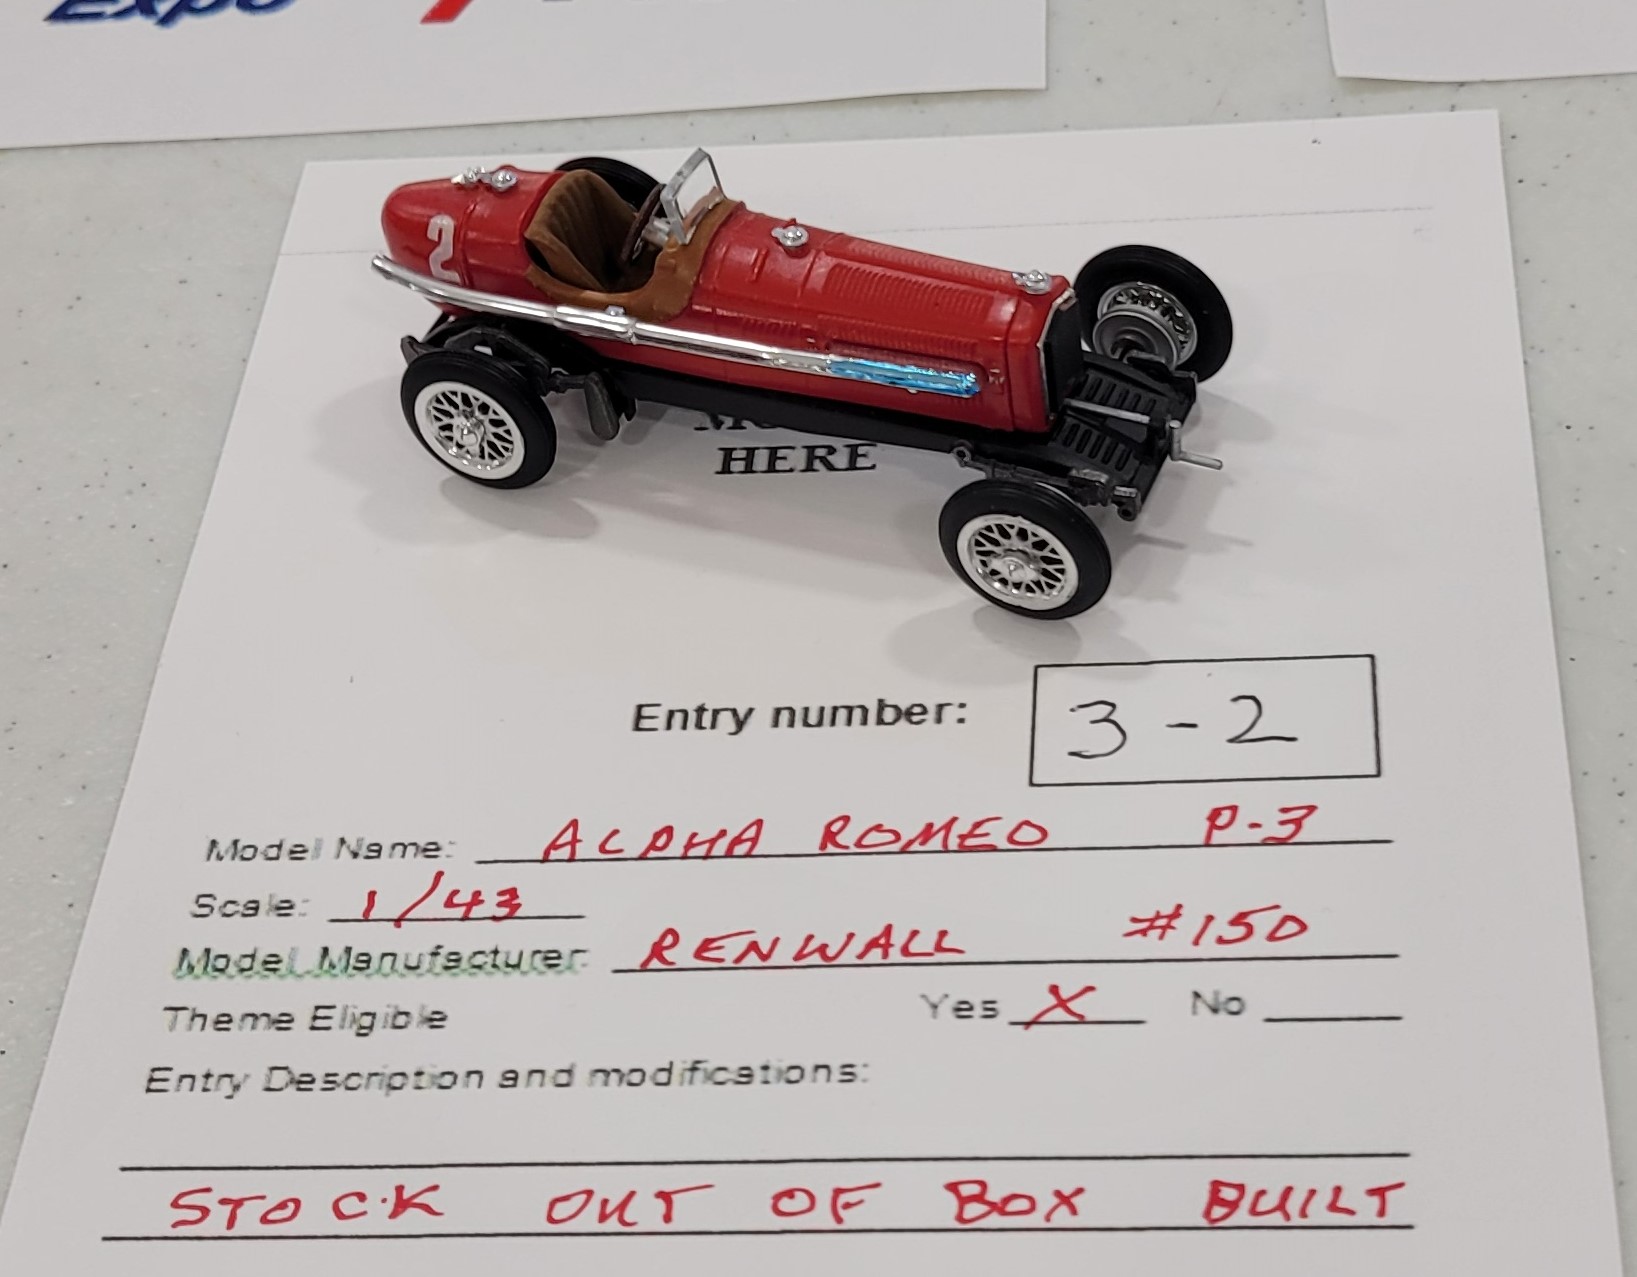 Expo
2
HERE
Entry number: 3-2
Model Name: ALPHA ROMEO P-3
Scale: 1/43
Model Manufacturer: RENWALL #150
Theme Eligible Yes X No
Entry Description and modifications:
STOCK OUT OF BOX BUILT